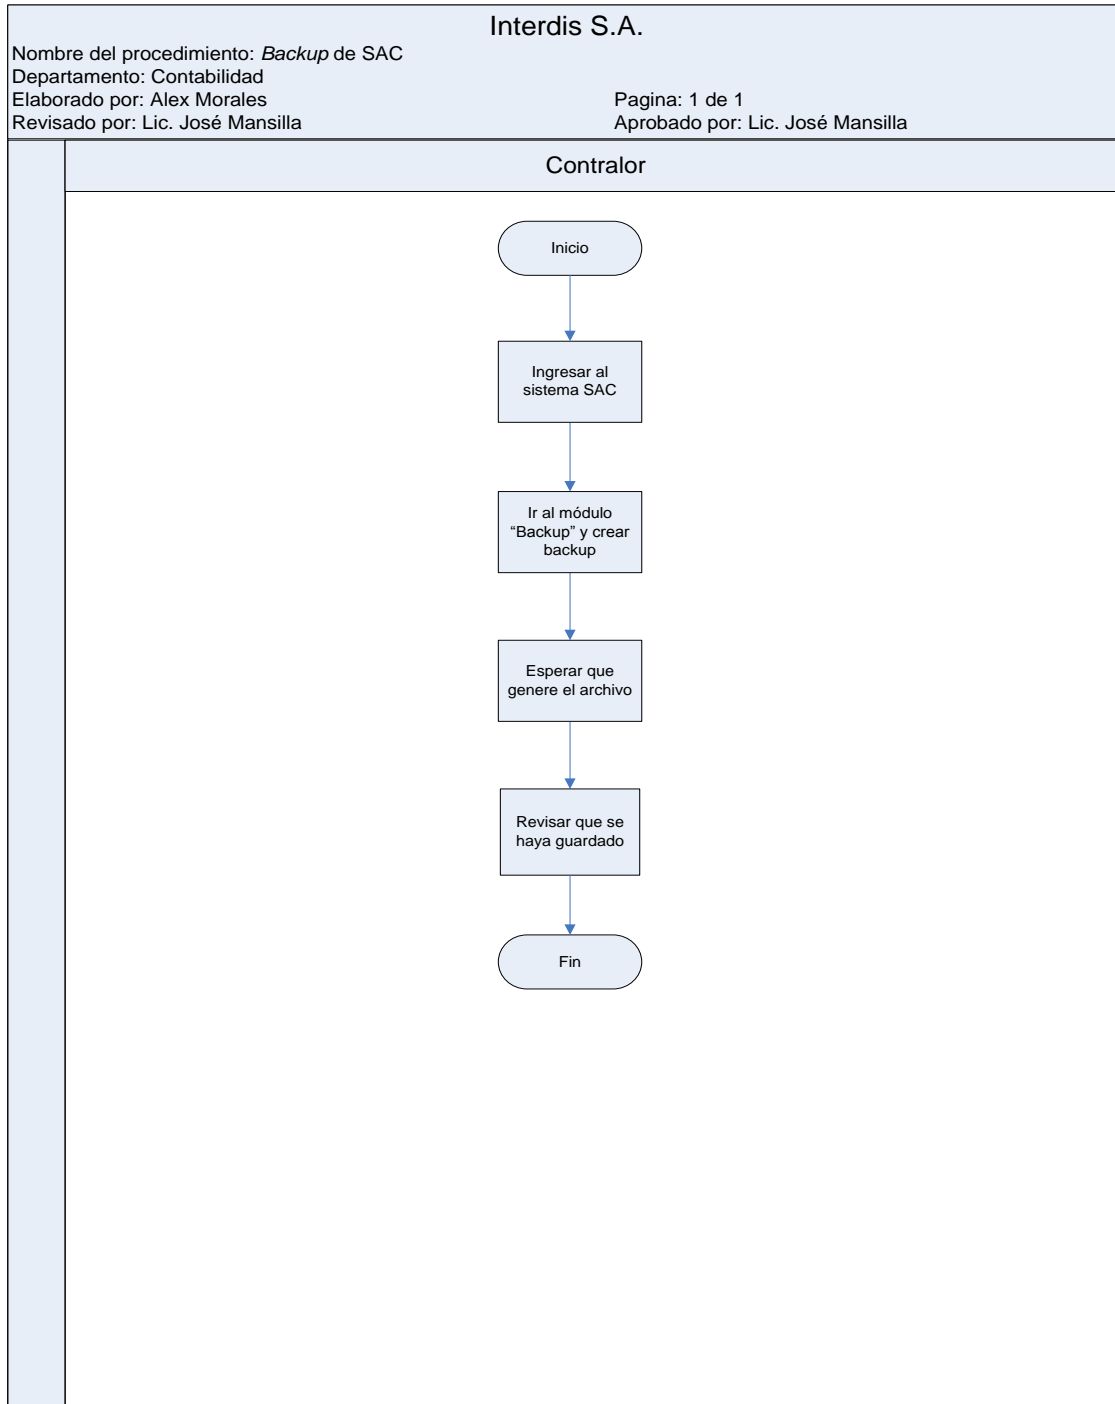 Interdis S.A.
Nombre del procedimiento: Backup de SAC
Departamento: Contabilidad
Elaborado por: Alex Morales
Pagina: 1 de 1
Revisado por: Lic. José Mansilla
Aprobado por: Lic. José Mansilla
Contralor
Inicio
Ingresar al
sistema SAC
Ir al módulo
“Backup” y crear
backup
Esperar que
genere el archivo
Revisar que se
haya guardado
Fin